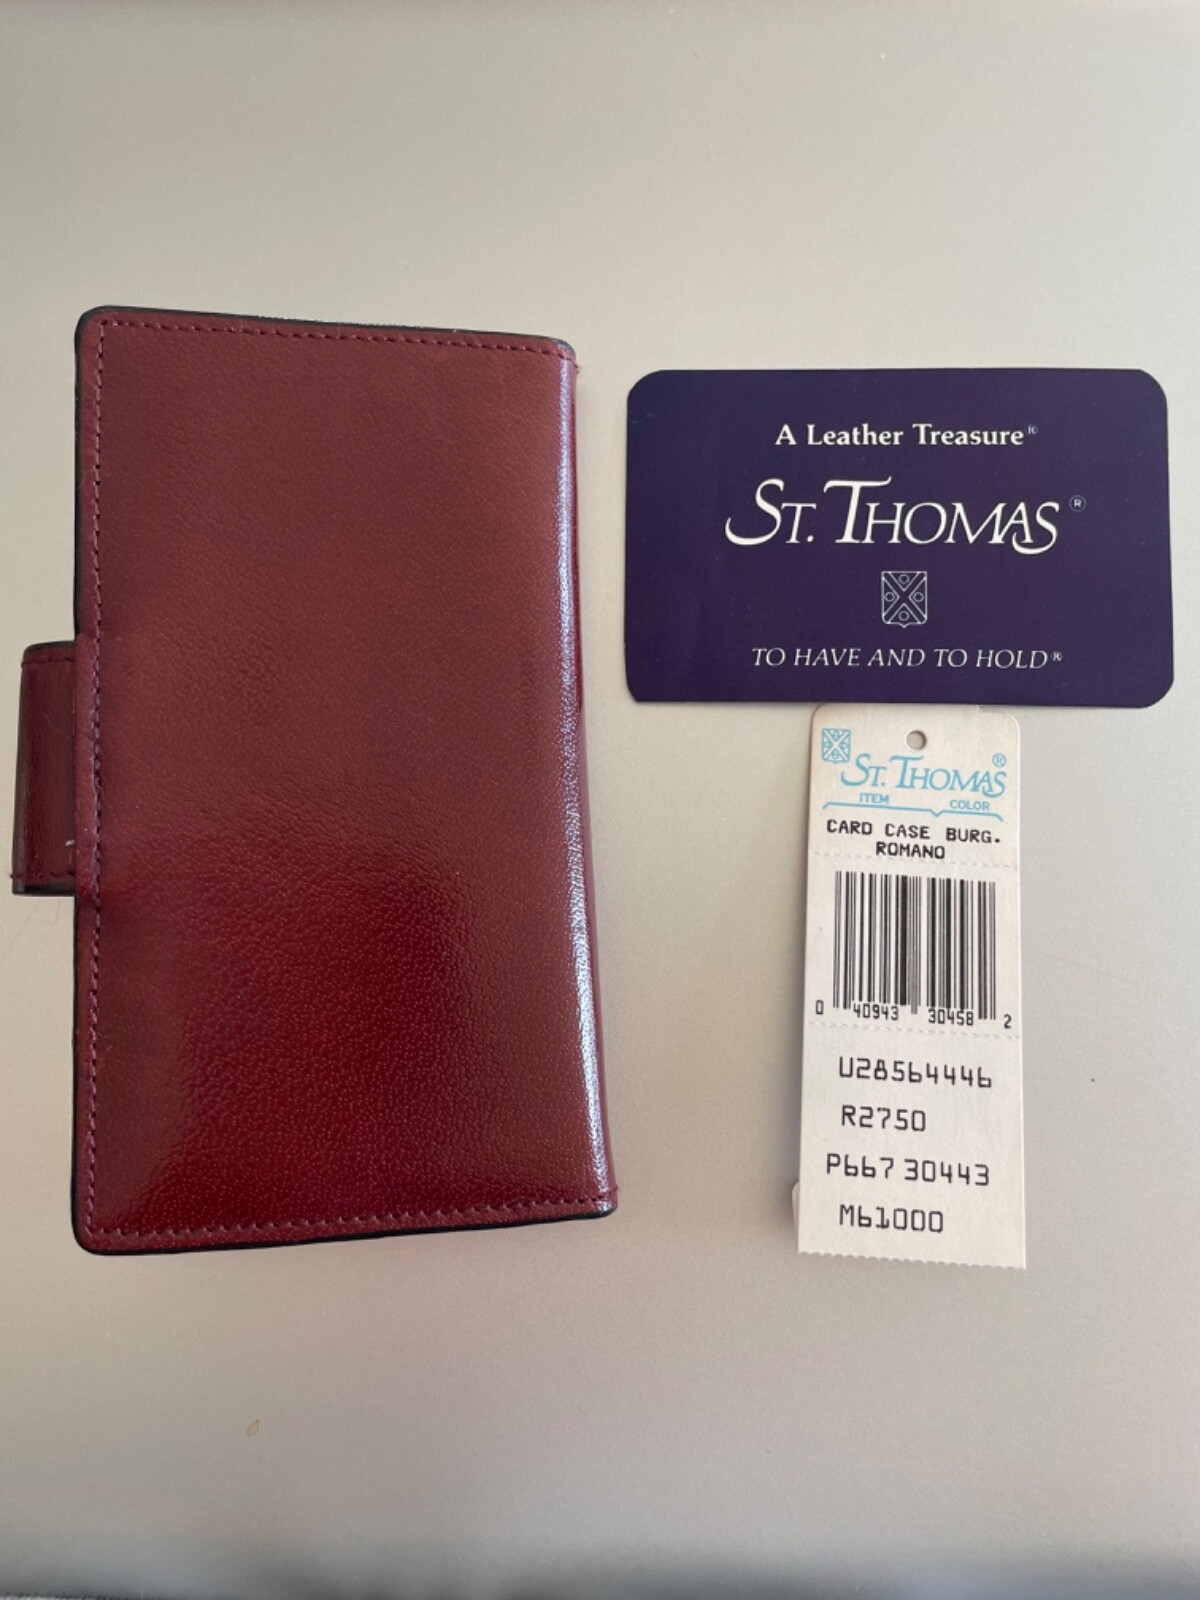 A Leather Treasure®
ST. THOMAS®
TO HAVE AND TO HOLD®
ST. THOMAS®
ITEM COLOR
CARD CASE BURG.
ROMANO
0 40943 30458 2
U28564446
R2750
P667 30443
M61000